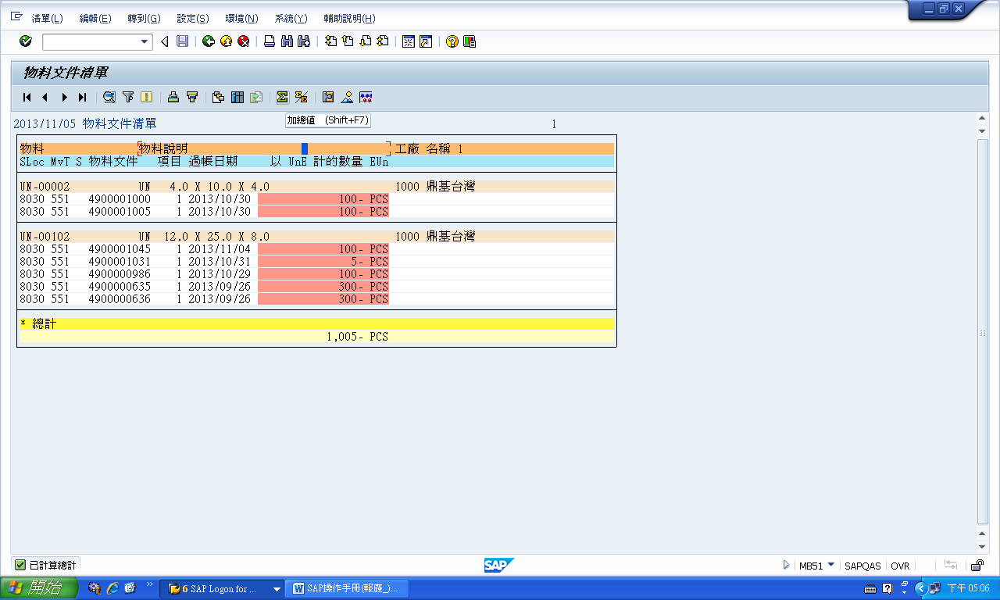 清單(L) 編輯(E) 轉到(G) 設定(S) 環境(N) 系統(Y) 輔助說明(H)
物料文件清單
加總值 (Shift+F7)
2013/11/05 物料文件清單 1
物料 物料說明 工廠 名稱 1
SLoc MvT S 物料文件 項目 過帳日期 以 UnE 計的數量 EUn
UN-00002 UN 4.0 X 10.0 X 4.0 1000 鼎基台灣
8030 551 4900001000 1 2013/10/30 100- PCS
8030 551 4900001005 1 2013/10/30 100- PCS
UN-00102 UN 12.0 X 25.0 X 8.0 1000 鼎基台灣
8030 551 4900001045 1 2013/11/04 100- PCS
8030 551 4900001031 1 2013/10/31 5- PCS
8030 551 4900000986 1 2013/10/29 100- PCS
8030 551 4900000635 1 2013/09/26 300- PCS
8030 551 4900000636 1 2013/09/26 300- PCS
* 總計
1,005- PCS
已計算總計 SAP MB51 SAPQAS OVR
開始 6 SAP Logon for ... SAP操作手冊(報廢_)... 下午 05:06